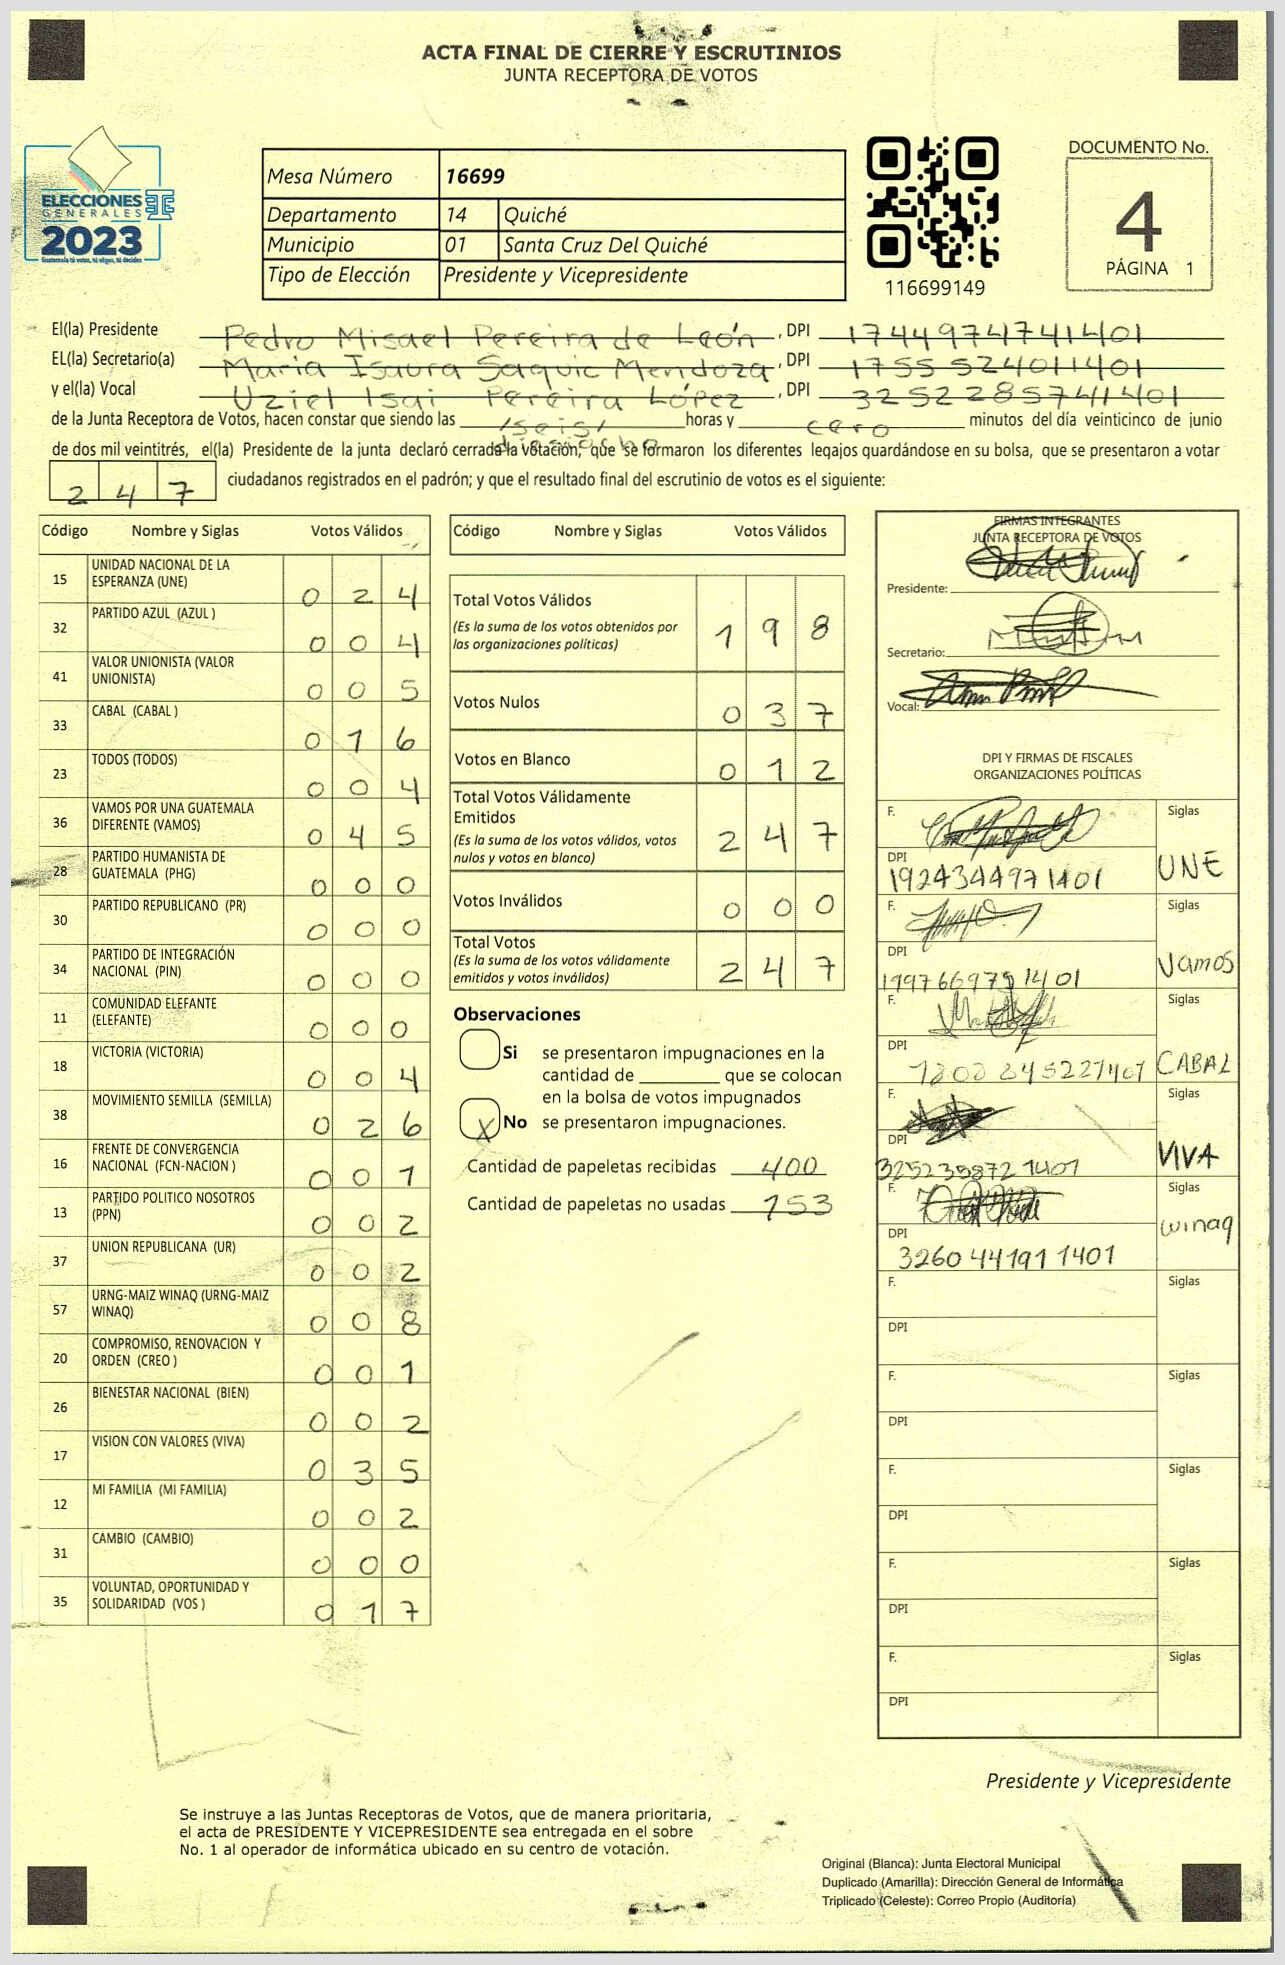 ACTA FINAL DE CIERRE Y ESCRUTINIOS
JUNTA RECEPTORA DE VOTOS
ELECCIONES
GENERALES
2023
Guatemala tú votas, tú eliges, tú decides
Mesa Número 16699
Departamento 14 Quiché
Municipio 01 Santa Cruz Del Quiché
Tipo de Elección Presidente y Vicepresidente
116699149
DOCUMENTO No.
4
PÁGINA 1
El(la) Presidente Pedro Misael Pereira de León, DPI 1744974741401
EL(la) Secretario(a) Maria Isaura Saquic Mendoza, DPI 1755524011401
y el(la) Vocal Uziel Isai Pereira López, DPI 3252285741401
de la Junta Receptora de Votos, hacen constar que siendo las /seis/ horas y cero minutos del día veinticinco de junio
dieciocho
de dos mil veintitrés, el(la) Presidente de la junta declaró cerrada la votación, que se formaron los diferentes legajos guardándose en su bolsa, que se presentaron a votar
247 ciudadanos registrados en el padrón; y que el resultado final del escrutinio de votos es el siguiente:
Código Nombre y Siglas Votos Válidos
15 UNIDAD NACIONAL DE LA ESPERANZA (UNE) 024
32 PARTIDO AZUL (AZUL ) 004
41 VALOR UNIONISTA (VALOR UNIONISTA) 005
33 CABAL (CABAL ) 016
23 TODOS (TODOS) 004
36 VAMOS POR UNA GUATEMALA DIFERENTE (VAMOS) 045
28 PARTIDO HUMANISTA DE GUATEMALA (PHG) 000
30 PARTIDO REPUBLICANO (PR) 000
34 PARTIDO DE INTEGRACIÓN NACIONAL (PIN) 000
11 COMUNIDAD ELEFANTE (ELEFANTE) 000
18 VICTORIA (VICTORIA) 004
38 MOVIMIENTO SEMILLA (SEMILLA) 026
16 FRENTE DE CONVERGENCIA NACIONAL (FCN-NACION ) 001
13 PARTIDO POLITICO NOSOTROS (PPN) 002
37 UNION REPUBLICANA (UR) 002
57 URNG-MAIZ WINAQ (URNG-MAIZ WINAQ) 008
20 COMPROMISO, RENOVACION Y ORDEN (CREO ) 001
26 BIENESTAR NACIONAL (BIEN) 002
17 VISION CON VALORES (VIVA) 035
12 MI FAMILIA (MI FAMILIA) 002
31 CAMBIO (CAMBIO) 000
35 VOLUNTAD, OPORTUNIDAD Y SOLIDARIDAD (VOS ) 017
Código Nombre y Siglas Votos Válidos
Total Votos Válidos 198
(Es la suma de los votos obtenidos por
las organizaciones políticas)
Votos Nulos 037
Votos en Blanco 012
Total Votos Válidamente
Emitidos 247
(Es la suma de los votos válidos, votos
nulos y votos en blanco)
Votos Inválidos 000
Total Votos 247
(Es la suma de los votos válidamente
emitidos y votos inválidos)
Observaciones
Si se presentaron impugnaciones en la
cantidad de ________ que se colocan
en la bolsa de votos impugnados
X No se presentaron impugnaciones.
Cantidad de papeletas recibidas 400
Cantidad de papeletas no usadas 153
FIRMAS INTEGRANTES
JUNTA RECEPTORA DE VOTOS
Presidente:
Secretario:
Vocal:
DPI Y FIRMAS DE FISCALES
ORGANIZACIONES POLÍTICAS
F. Siglas
DPI 1924344971401 UNE
F. Siglas
DPI 1997669791401 Vamos
F. Siglas
DPI CABAL
F. Siglas
DPI 3252358721401 VIVA
F. Siglas
DPI 3260441911401 winaq
F. Siglas
DPI
F. Siglas
DPI
F. Siglas
DPI
F. Siglas
DPI
F. Siglas
DPI
Presidente y Vicepresidente
Se instruye a las Juntas Receptoras de Votos, que de manera prioritaria,
el acta de PRESIDENTE Y VICEPRESIDENTE sea entregada en el sobre
No. 1 al operador de informática ubicado en su centro de votación.
Original (Blanca): Junta Electoral Municipal
Duplicado (Amarilla): Dirección General de Informática
Triplicado (Celeste): Correo Propio (Auditoría)